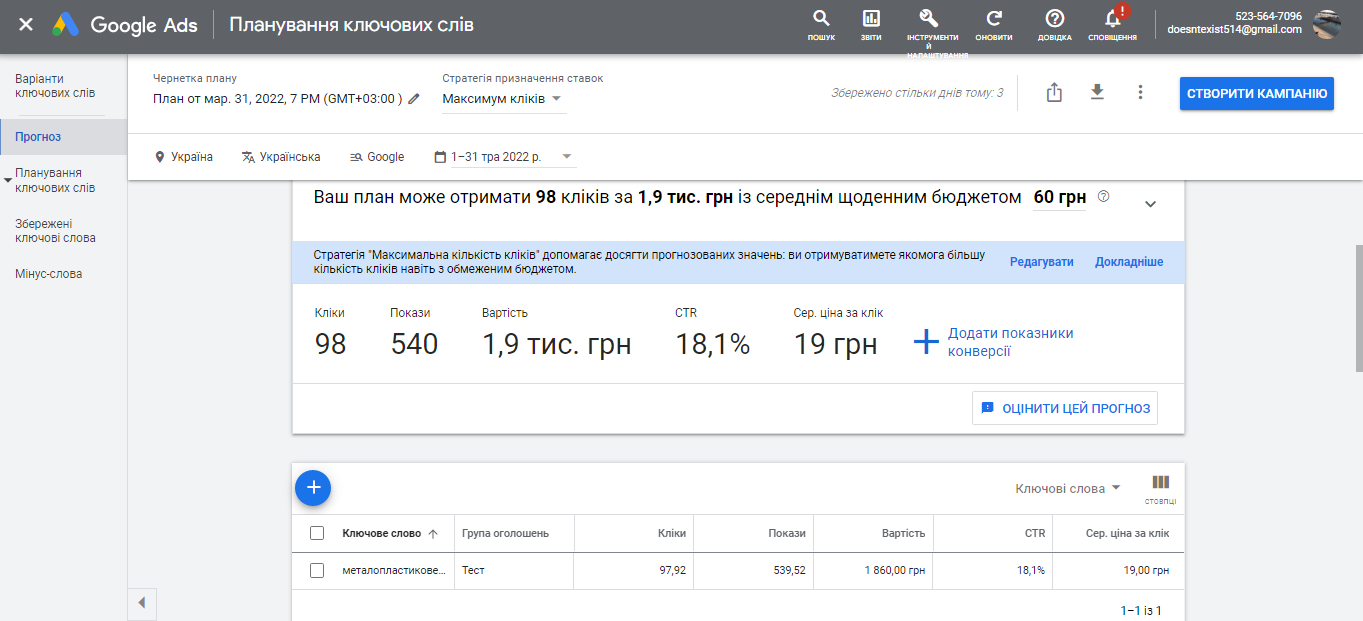 Google Ads
Планування ключових слів
ПОШУК
ЗВІТИ
ІНСТРУМЕНТИ
Й
НАЛАШТУВАННЯ
ОНОВИТИ
ДОВІДКА
!
СПОВІЩЕННЯ
523-564-7096
doesntexist514@gmail.com
Варіанти
ключових слів
Прогноз
Планування
ключових слів
Збережені
ключові слова
Мінус-слова
Чернетка плану
План от мар. 31, 2022, 7 PM (GMT+03:00 )
Стратегія призначення ставок
Максимум кліків
Збережено стільки днів тому: 3
СТВОРИТИ КАМПАНІЮ
Україна
Українська
Google
1–31 тра 2022 р.
Ваш план може отримати 98 кліків за 1,9 тис. грн із середнім щоденним бюджетом 60 грн
Стратегія "Максимальна кількість кліків" допомагає досягти прогнозованих значень: ви отримуватимете якомога більшу
кількість кліків навіть з обмеженим бюджетом.
Редагувати
Докладніше
Кліки
Покази
Вартість
CTR
Сер. ціна за клік
98
540
1,9 тис. грн
18,1%
19 грн
Додати показники
конверсії
ОЦІНИТИ ЦЕЙ ПРОГНОЗ
Ключові слова
СТОВПЦІ
Ключове слово
Група оголошень
Кліки
Покази
Вартість
CTR
Сер. ціна за клік
металопластикове...
Тест
97,92
539,52
1 860,00 грн
18,1%
19,00 грн
1–1 із 1